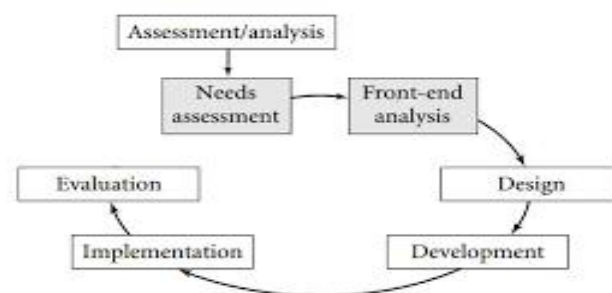 Assessment/analysis
Needs
assessment
Front-end
analysis
Evaluation
Design
Implementation
Development